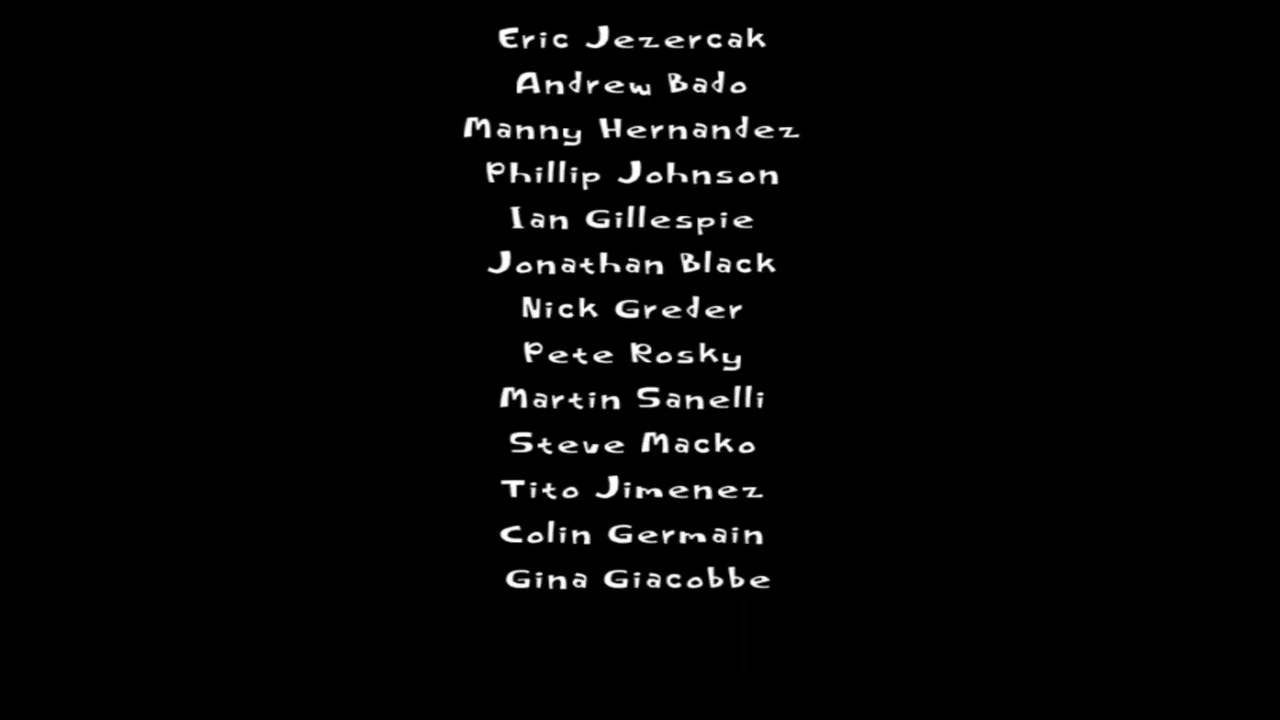 Eric Jezercak
Andrew Bado
Manny Hernandez
Phillip Johnson
Ian Gillespie
Jonathan Black
Nick Greder
Pete Rosky
Martin Sanelli
Steve Macko
Tito Jimenez
Colin Germain
Gina Giacobbe